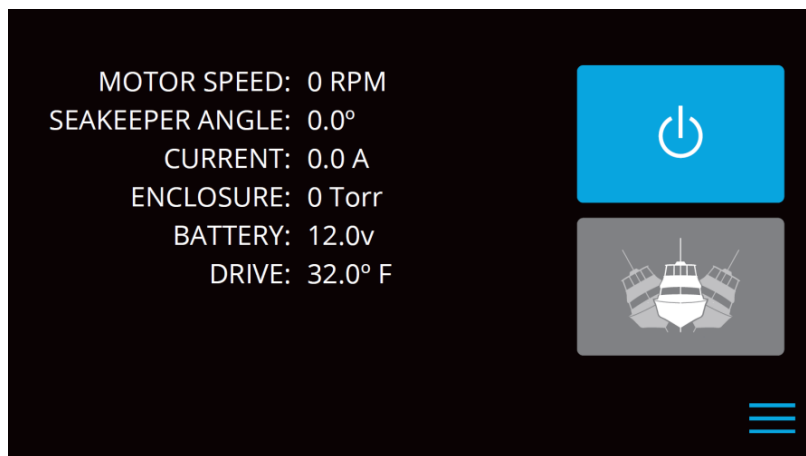 MOTOR SPEED: 0 RPM
SEAKEEPER ANGLE: 0.0º
CURRENT: 0.0 A
ENCLOSURE: 0 Torr
BATTERY: 12.0v
DRIVE: 32.0º F